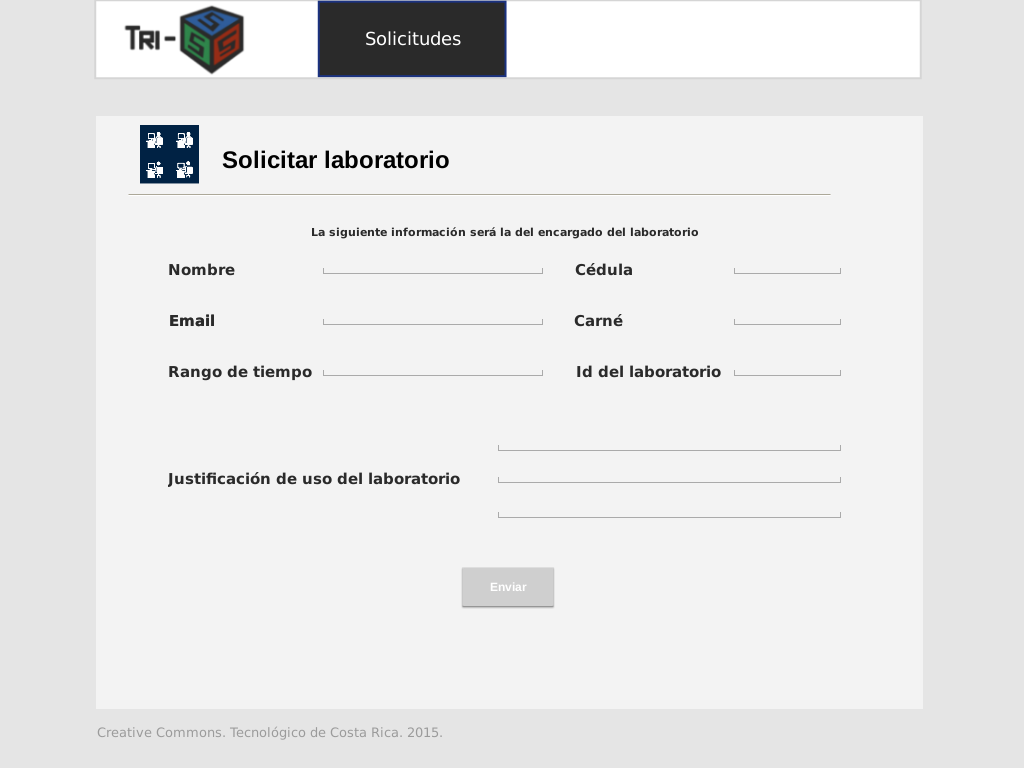 TRI-SSS
Solicitudes
Solicitar laboratorio
La siguiente información será la del encargado del laboratorio
Nombre
Cédula
Email
Carné
Rango de tiempo
Id del laboratorio
Justificación de uso del laboratorio
Enviar
Creative Commons. Tecnológico de Costa Rica. 2015.